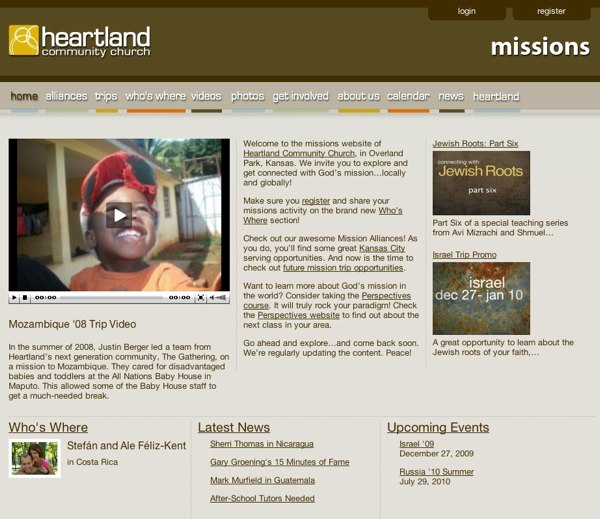 login
register
heartland
community church
missions
home alliances trips who's where videos photos get involved about us calendar news heartland
00:00 00:00
Mozambique '08 Trip Video
In the summer of 2008, Justin Berger led a team from
Heartland's next generation community, The Gathering, on
a mission to Mozambique. They cared for disadvantaged
babies and toddlers at the All Nations Baby House in
Maputo. This allowed some of the Baby House staff to
get a much-needed break.
Welcome to the missions website of
Heartland Community Church, in Overland
Park, Kansas. We invite you to explore and
get connected with God's mission...locally
and globally!
Make sure you register and share your
missions activity on the brand new Who's
Where section!
Check out our awesome Mission Alliances! As
you do, you'll find some great Kansas City
serving opportunities. And now is the time to
check out future mission trip opportunities.
Want to learn more about God's mission in
the world? Consider taking the Perspectives
course. It will truly rock your paradigm! Check
the Perspectives website to find out about the
next class in your area.
Go ahead and explore...and come back soon.
We're regularly updating the content. Peace!
Jewish Roots: Part Six
connecting with
Jewish Roots
part six
Part Six of a special teaching series
from Avi Mizrachi and Shmuel...
Israel Trip Promo
israel
dec 27- jan 10
A great opportunity to learn about the
Jewish roots of your faith,...
Who's Where
Stefán and Ale Féliz-Kent
in Costa Rica
Latest News
Sherri Thomas in Nicaragua
Gary Groening's 15 Minutes of Fame
Mark Murfield in Guatemala
After-School Tutors Needed
Upcoming Events
Israel '09
December 27, 2009
Russia '10 Summer
July 29, 2010